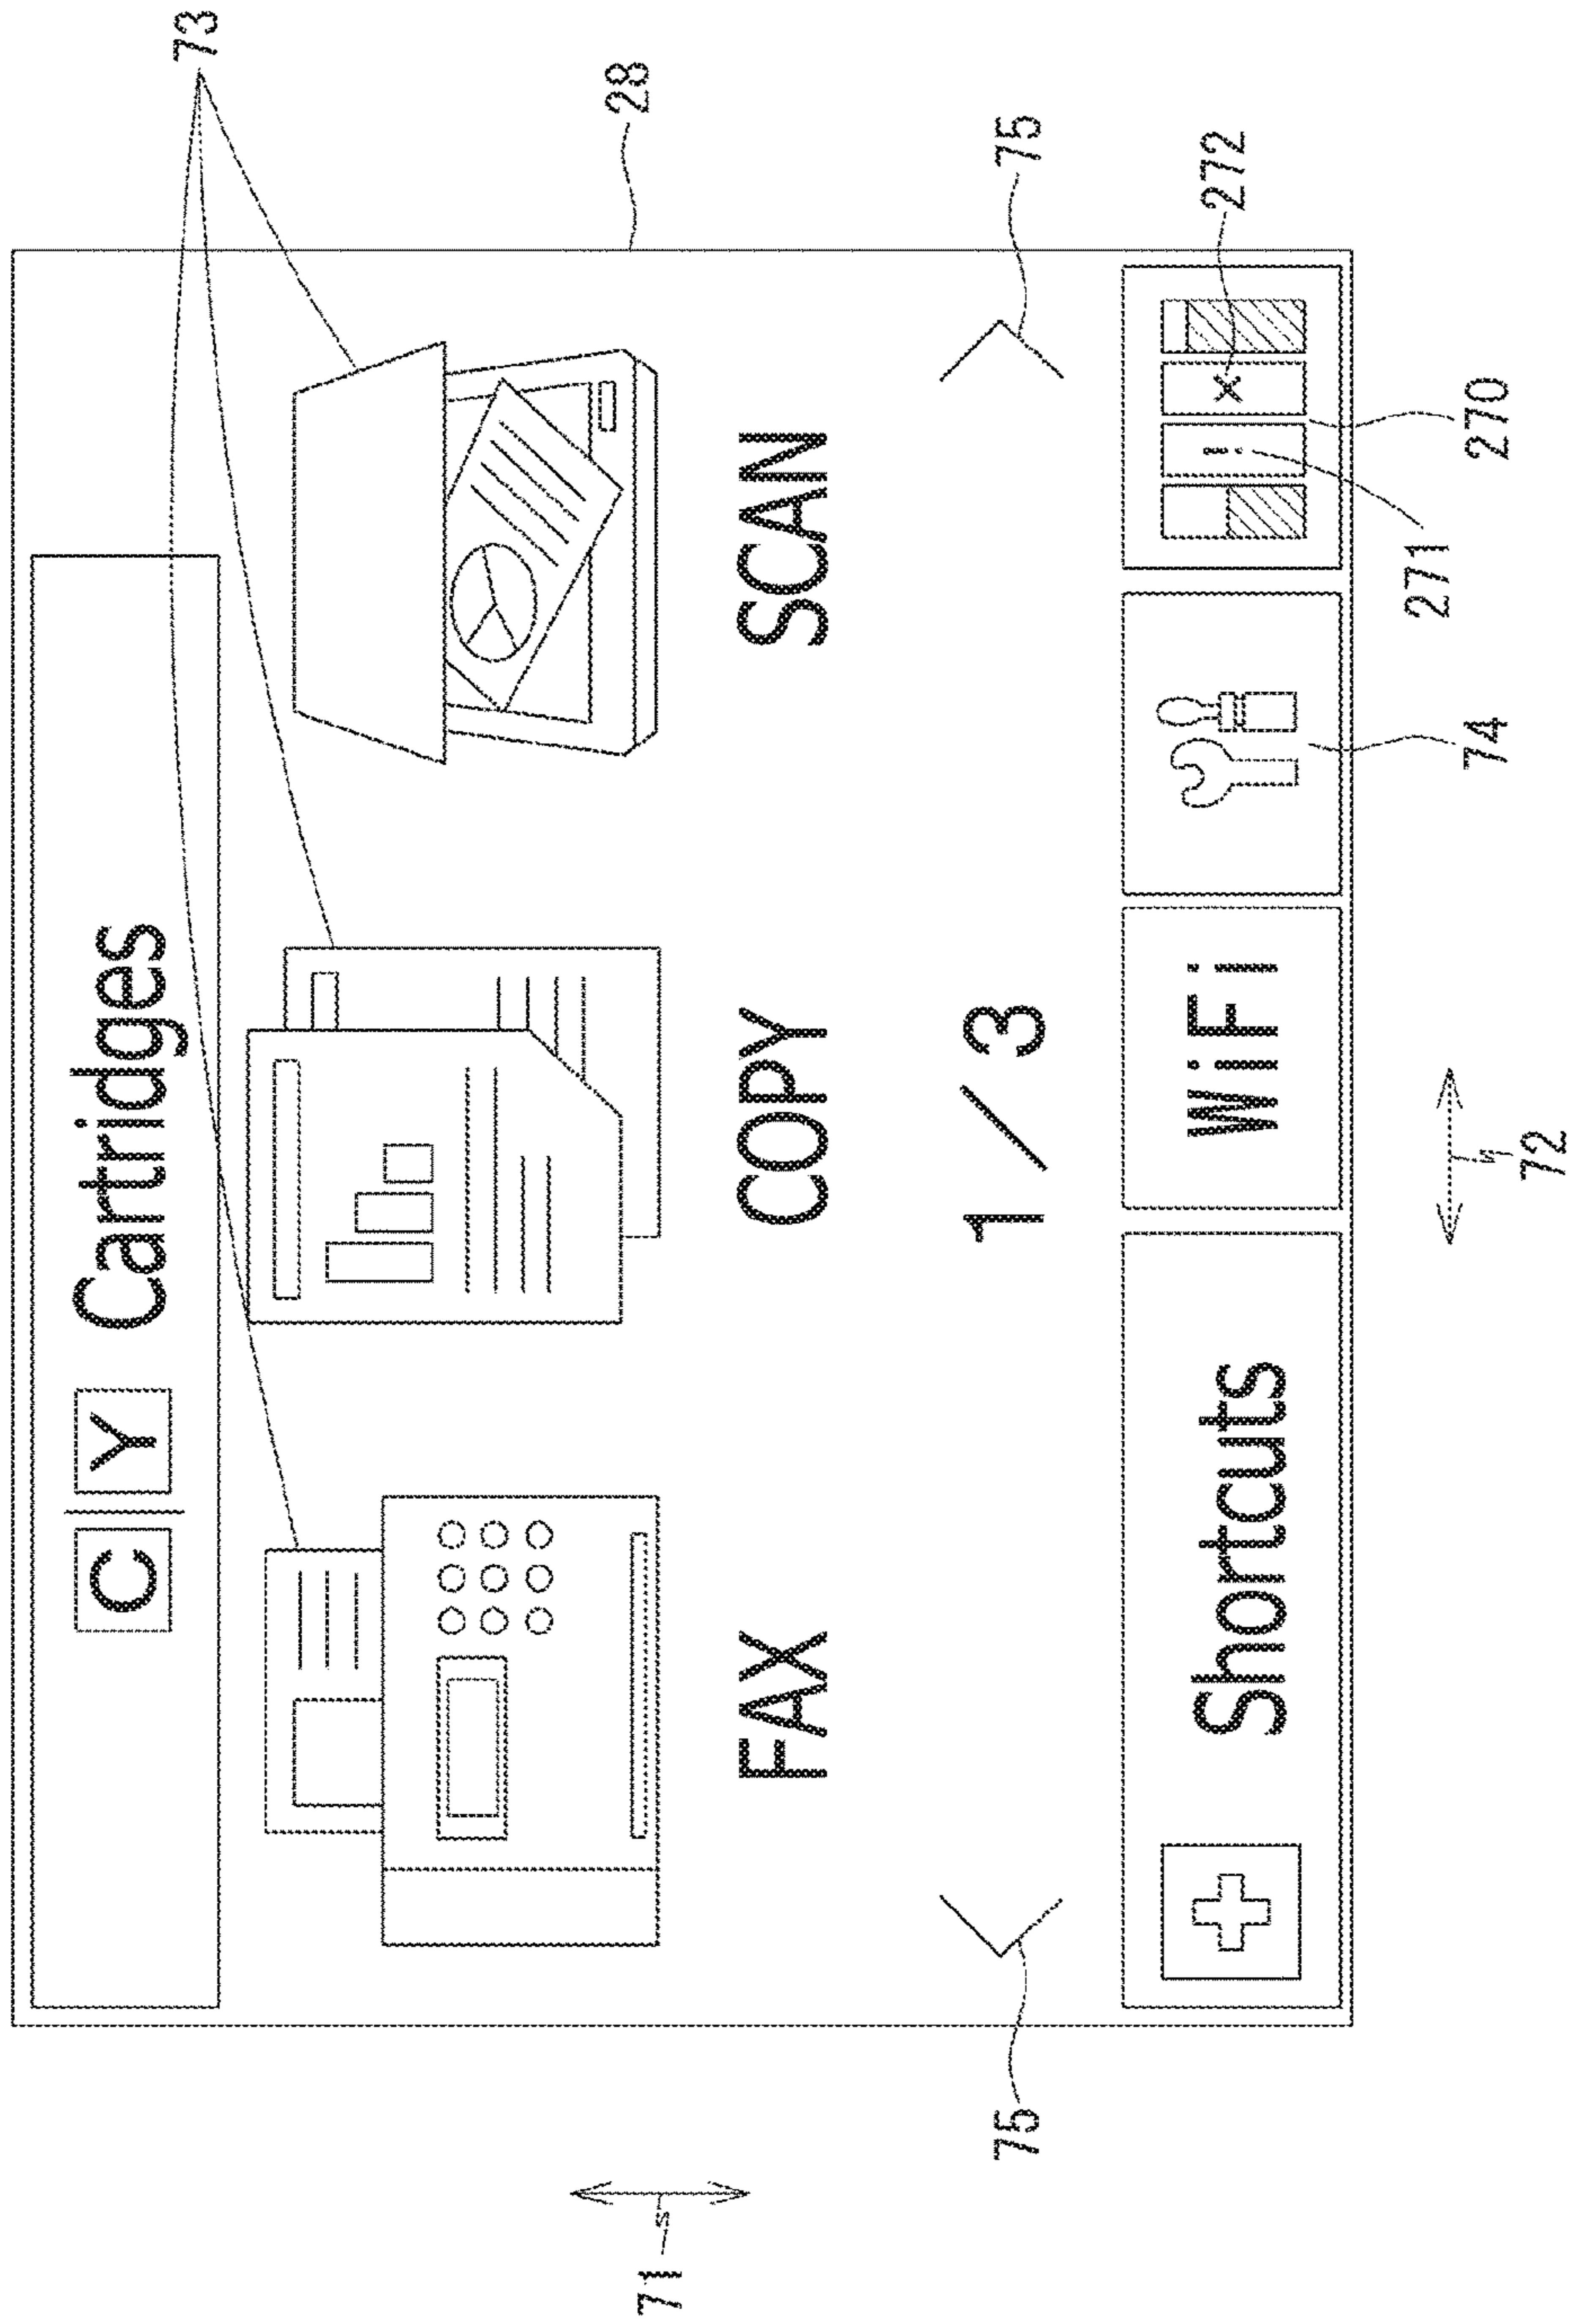 73
28
C Y Cartridges
FAX COPY SCAN
75 1/3 75
Shortcuts WiFi ! × 272
74 271 270
71
72